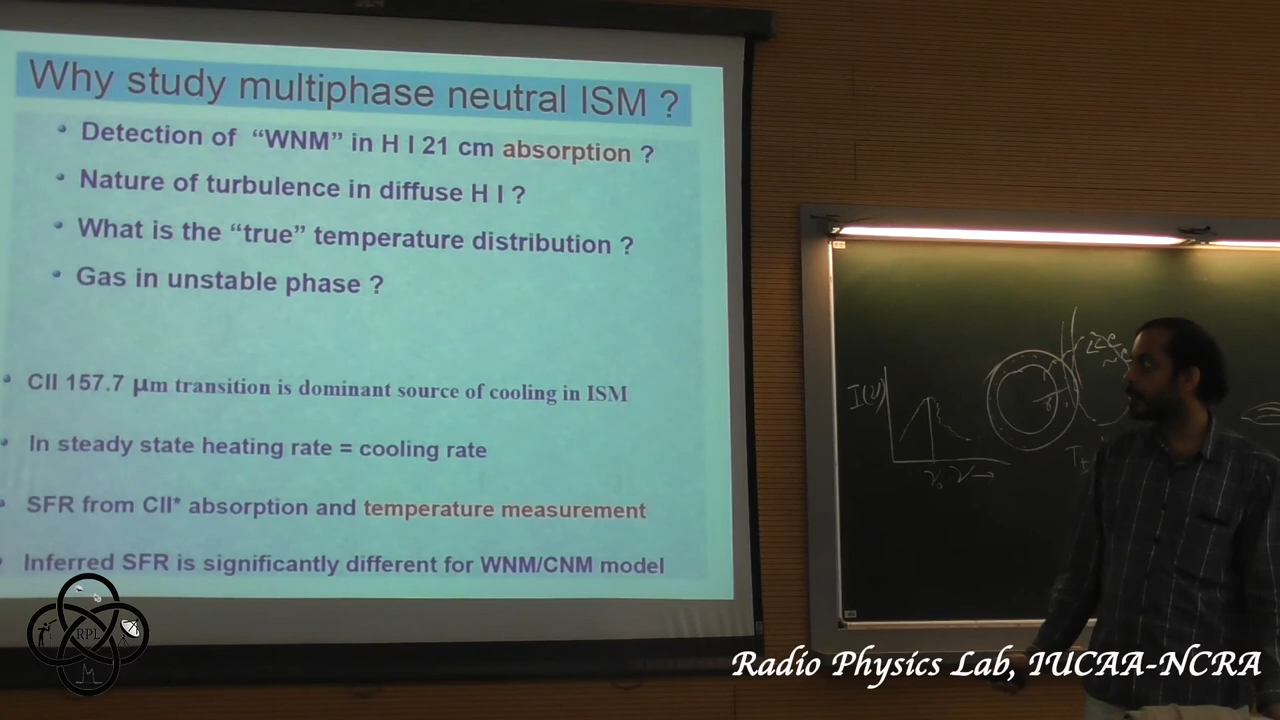 Why study multiphase neutral ISM ?
Detection of “WNM” in H I 21 cm absorption ?
Nature of turbulence in diffuse H I ?
What is the “true” temperature distribution ?
Gas in unstable phase ?
CII 157.7 μm transition is dominant source of cooling in ISM
In steady state heating rate = cooling rate
SFR from CII* absorption and temperature measurement
Inferred SFR is significantly different for WNM/CNM model
I(ν)
ν₀ ν →
RPL
Radio Physics Lab, IUCAA-NCRA